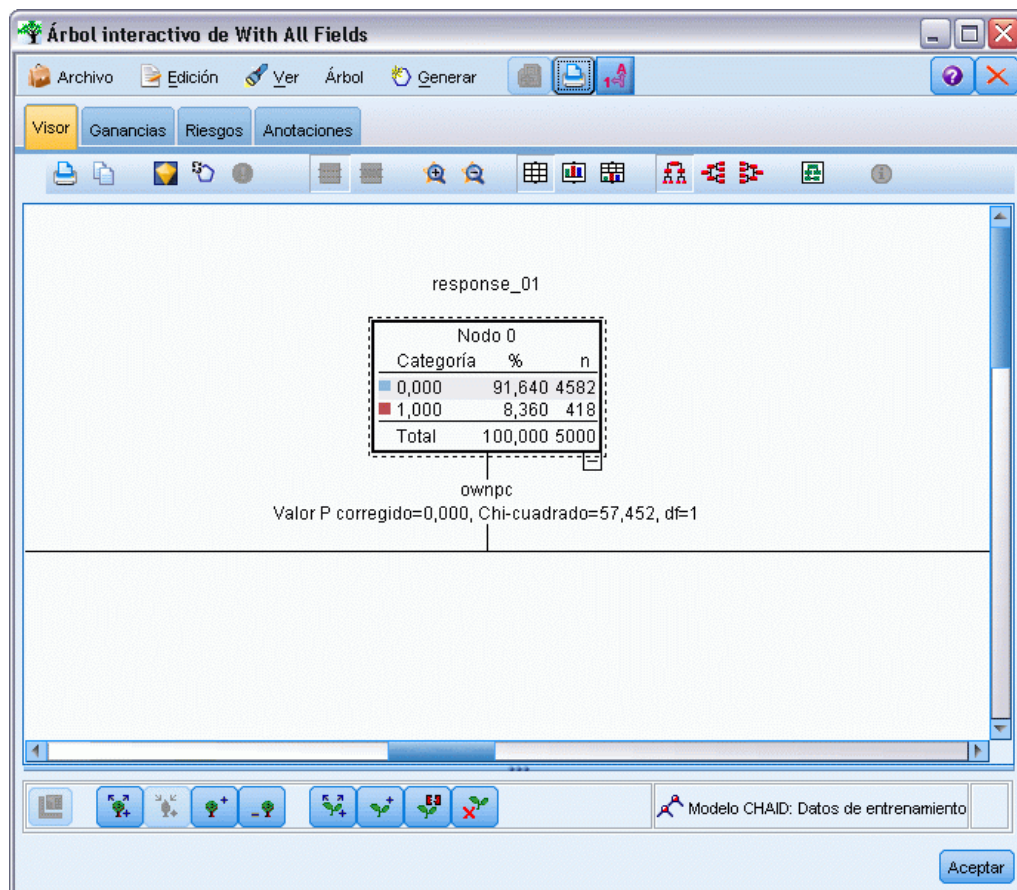 Árbol interactivo de With All Fields
Archivo Edición Ver Árbol Generar
Visor Ganancias Riesgos Anotaciones
response_01
Nodo 0
Categoría % n
0,000 91,640 4582
1,000 8,360 418
Total 100,000 5000
ownpc
Valor P corregido=0,000, Chi-cuadrado=57,452, df=1
Modelo CHAID: Datos de entrenamiento
Aceptar